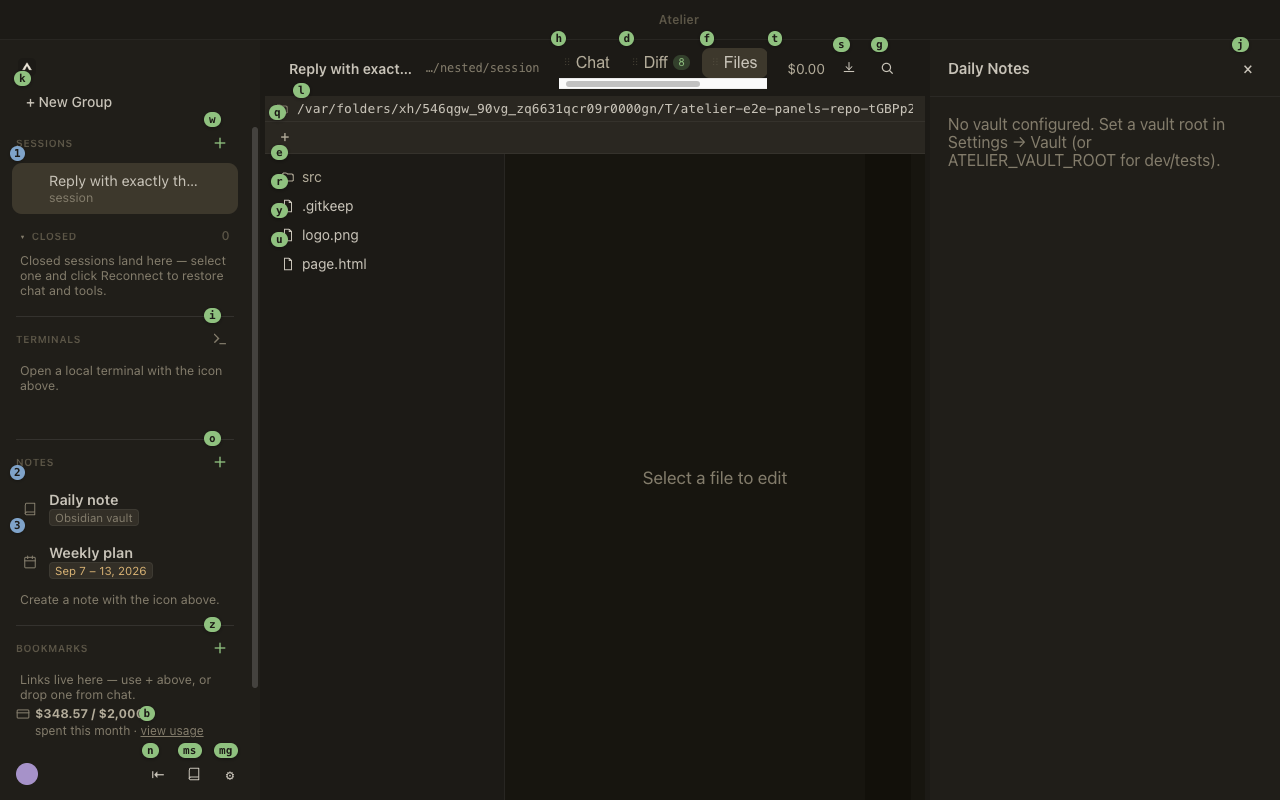 Atelier
k
+ New Group
w
SESSIONS
+
1
Reply with exactly th...
session
CLOSED
0
Closed sessions land here — select
one and click Reconnect to restore
chat and tools.
i
TERMINALS
Open a local terminal with the icon
above.
o
NOTES
+
2
Daily note
Obsidian vault
3
Weekly plan
Sep 7 – 13, 2026
Create a note with the icon above.
z
BOOKMARKS
+
Links live here — use + above, or
drop one from chat.
$348.57 / $2,000
b
spent this month · view usage
n
ms
mg
h
d
f
t
s
g
Reply with exact...
…/nested/session
Chat
Diff 8
Files
$0.00
l
q
/var/folders/xh/546qgw_90vg_zq6631qcr09r0000gn/T/atelier-e2e-panels-repo-tGBPp2
+
e
src
r
.gitkeep
y
logo.png
u
page.html
Select a file to edit
j
Daily Notes
×
No vault configured. Set a vault root in
Settings → Vault (or
ATELIER_VAULT_ROOT for dev/tests).